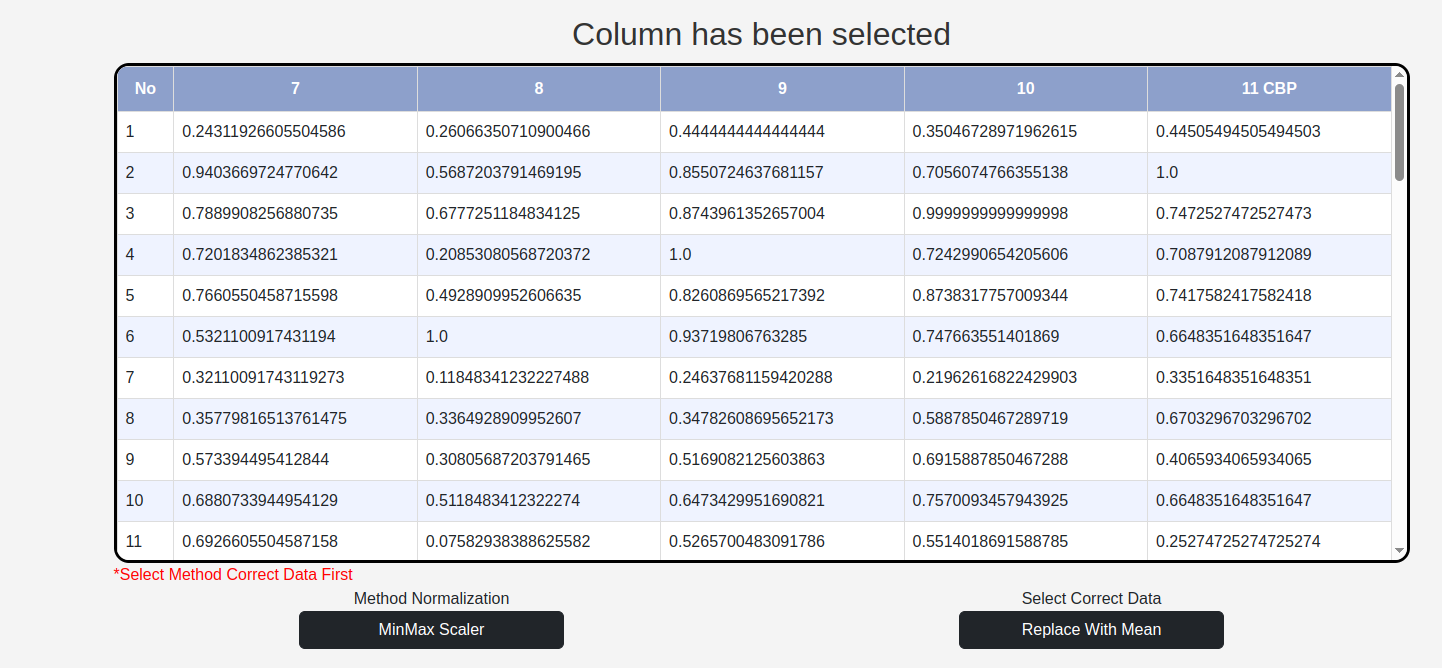 Column has been selected
No 7 8 9 10 11 CBP
1 0.24311926605504586 0.26066350710900466 0.4444444444444444 0.35046728971962615 0.44505494505494503
2 0.9403669724770642 0.5687203791469195 0.8550724637681157 0.7056074766355138 1.0
3 0.7889908256880735 0.6777251184834125 0.8743961352657004 0.9999999999999998 0.7472527472527473
4 0.7201834862385321 0.20853080568720372 1.0 0.7242990654205606 0.7087912087912089
5 0.7660550458715598 0.4928909952606635 0.8260869565217392 0.8738317757009344 0.7417582417582418
6 0.5321100917431194 1.0 0.93719806763285 0.747663551401869 0.6648351648351647
7 0.32110091743119273 0.11848341232227488 0.24637681159420288 0.21962616822429903 0.3351648351648351
8 0.35779816513761475 0.3364928909952607 0.34782608695652173 0.5887850467289719 0.6703296703296702
9 0.573394495412844 0.30805687203791465 0.5169082125603863 0.6915887850467288 0.4065934065934065
10 0.6880733944954129 0.5118483412322274 0.6473429951690821 0.7570093457943925 0.6648351648351647
11 0.6926605504587158 0.07582938388625582 0.5265700483091786 0.5514018691588785 0.25274725274725274
*Select Method Correct Data First
Method Normalization Select Correct Data
MinMax Scaler Replace With Mean